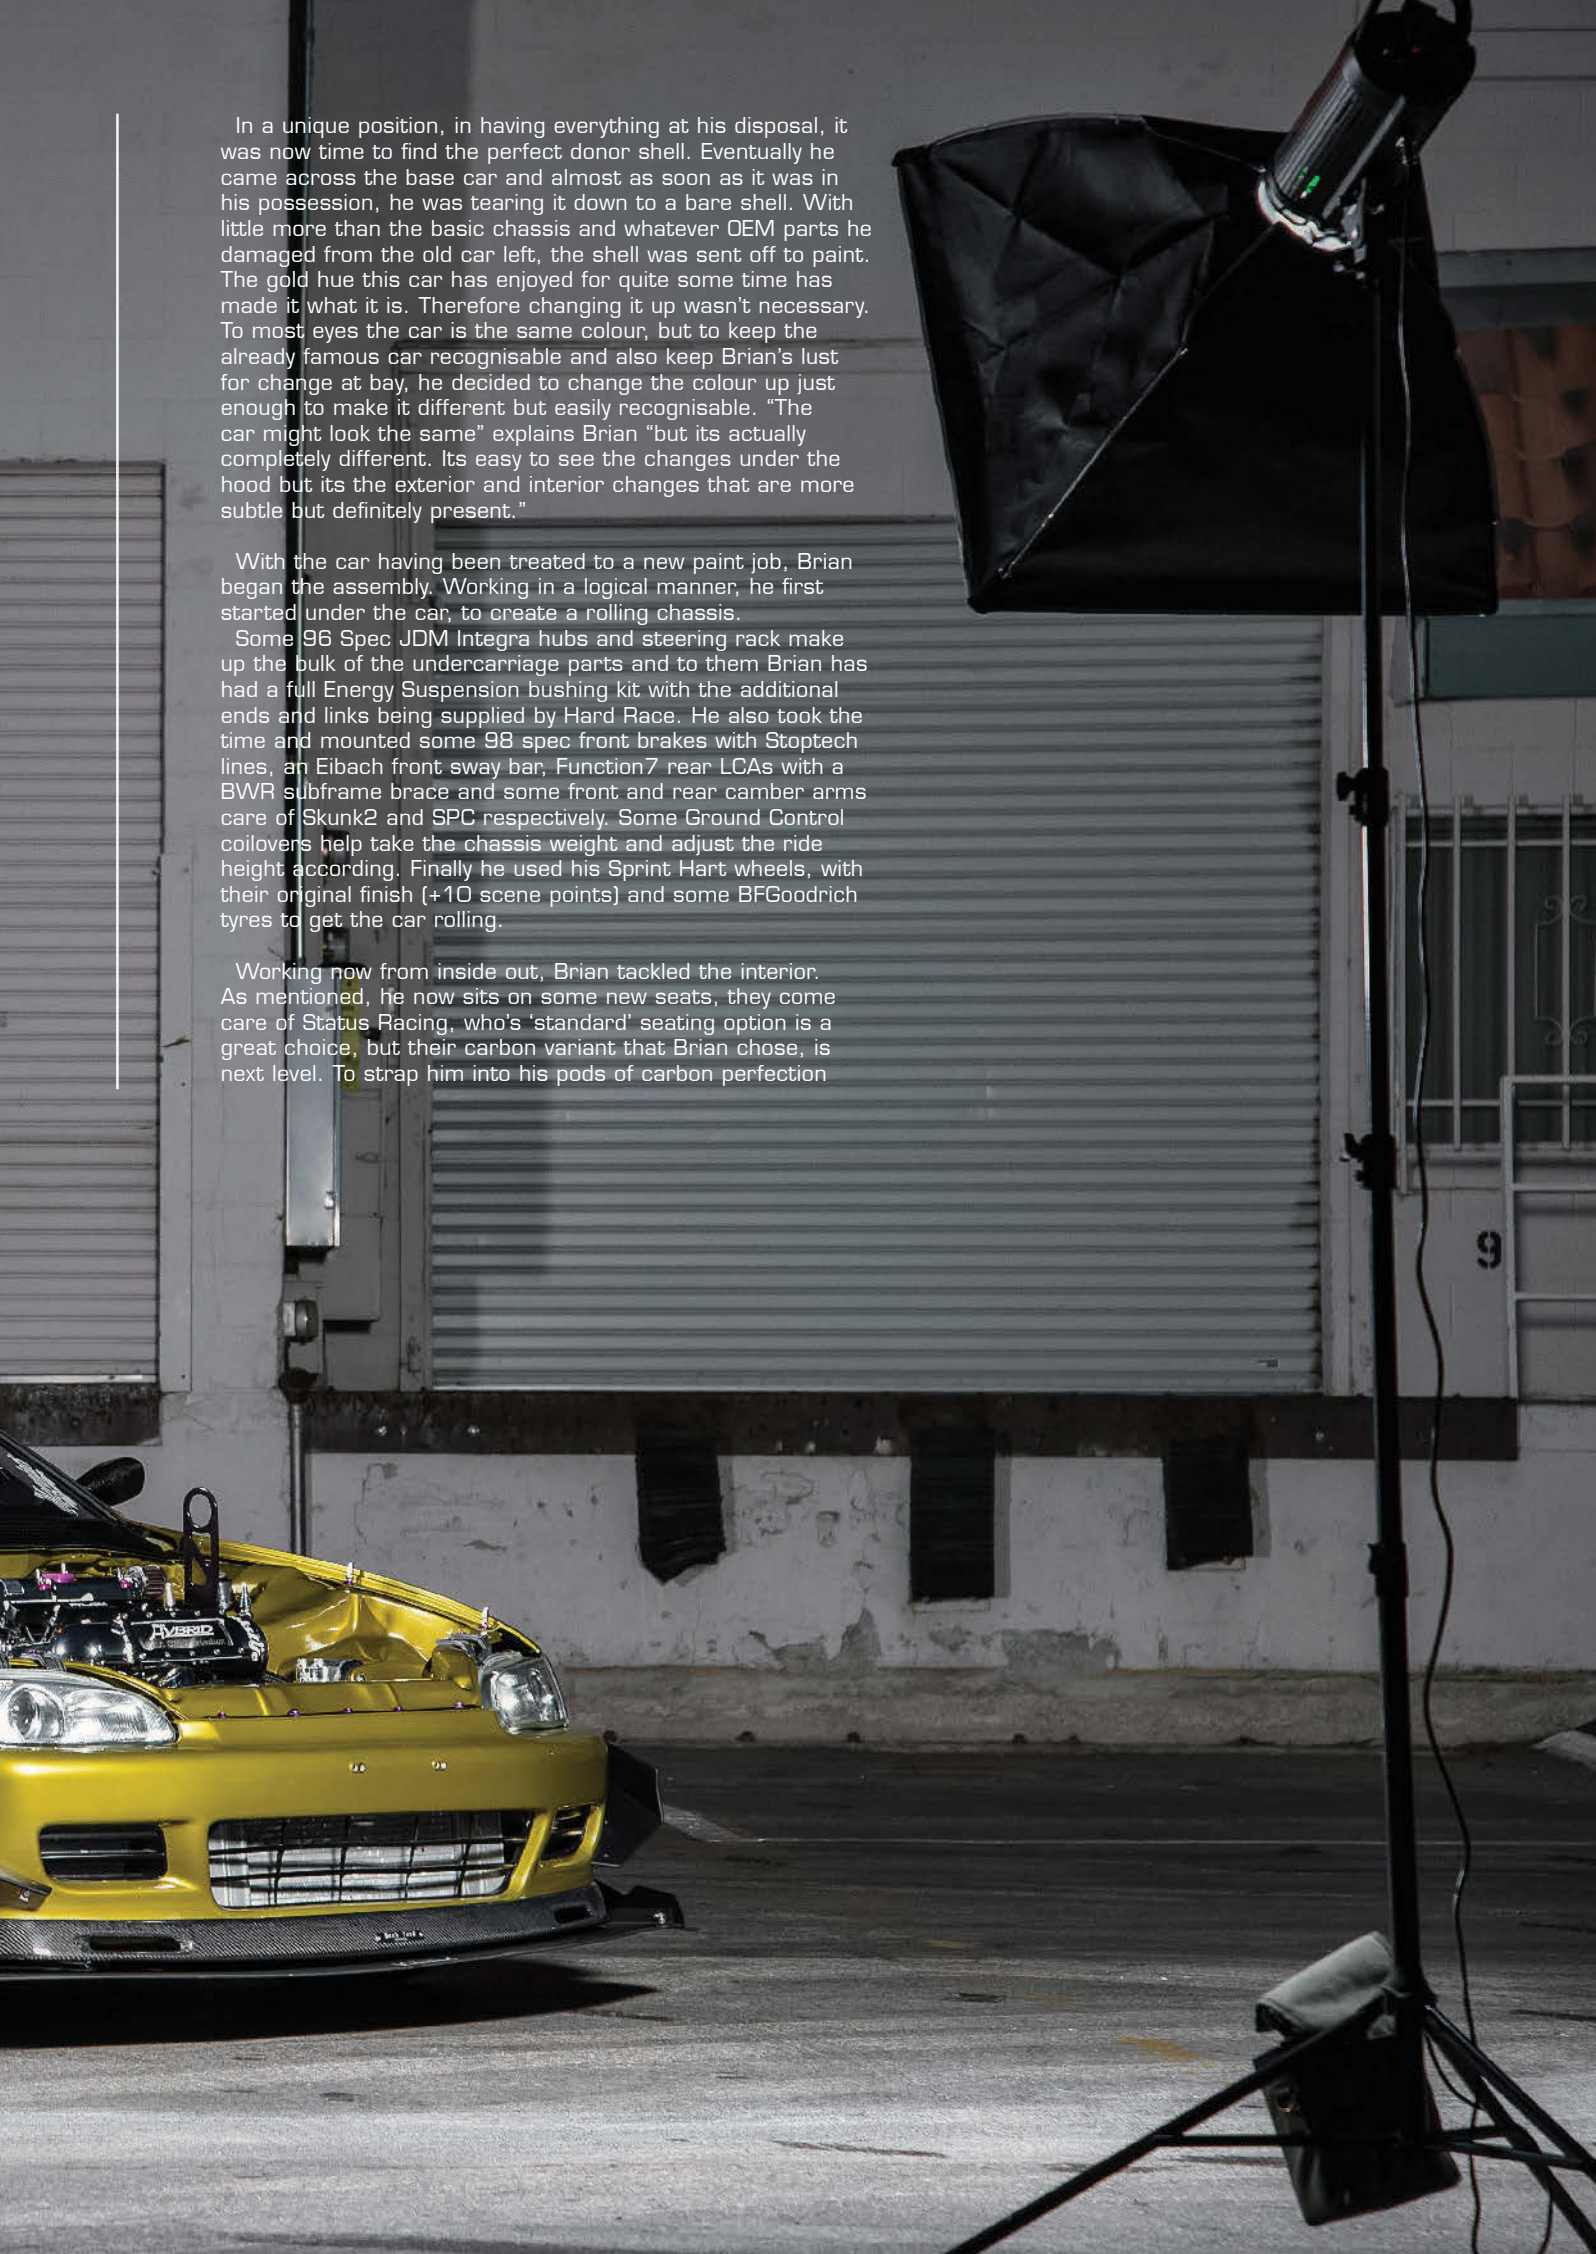 In a unique position, in having everything at his disposal, it
was now time to find the perfect donor shell. Eventually he
came across the base car and almost as soon as it was in
his possession, he was tearing it down to a bare shell. With
little more than the basic chassis and whatever OEM parts he
damaged from the old car left, the shell was sent off to paint.
The gold hue this car has enjoyed for quite some time has
made it what it is. Therefore changing it up wasn’t necessary.
To most eyes the car is the same colour, but to keep the
already famous car recognisable and also keep Brian’s lust
for change at bay, he decided to change the colour up just
enough to make it different but easily recognisable. “The
car might look the same” explains Brian “but its actually
completely different. Its easy to see the changes under the
hood but its the exterior and interior changes that are more
subtle but definitely present.”
With the car having been treated to a new paint job, Brian
began the assembly. Working in a logical manner, he first
started under the car, to create a rolling chassis.
Some 96 Spec JDM Integra hubs and steering rack make
up the bulk of the undercarriage parts and to them Brian has
had a full Energy Suspension bushing kit with the additional
ends and links being supplied by Hard Race. He also took the
time and mounted some 98 spec front brakes with Stoptech
lines, an Eibach front sway bar, Function7 rear LCAs with a
BWR subframe brace and some front and rear camber arms
care of Skunk2 and SPC respectively. Some Ground Control
coilovers help take the chassis weight and adjust the ride
height according. Finally he used his Sprint Hart wheels, with
their original finish (+10 scene points) and some BFGoodrich
tyres to get the car rolling.
Working now from inside out, Brian tackled the interior.
As mentioned, he now sits on some new seats, they come
care of Status Racing, who’s ‘standard’ seating option is a
great choice, but their carbon variant that Brian chose, is
next level. To strap him into his pods of carbon perfection
9
HYBRID